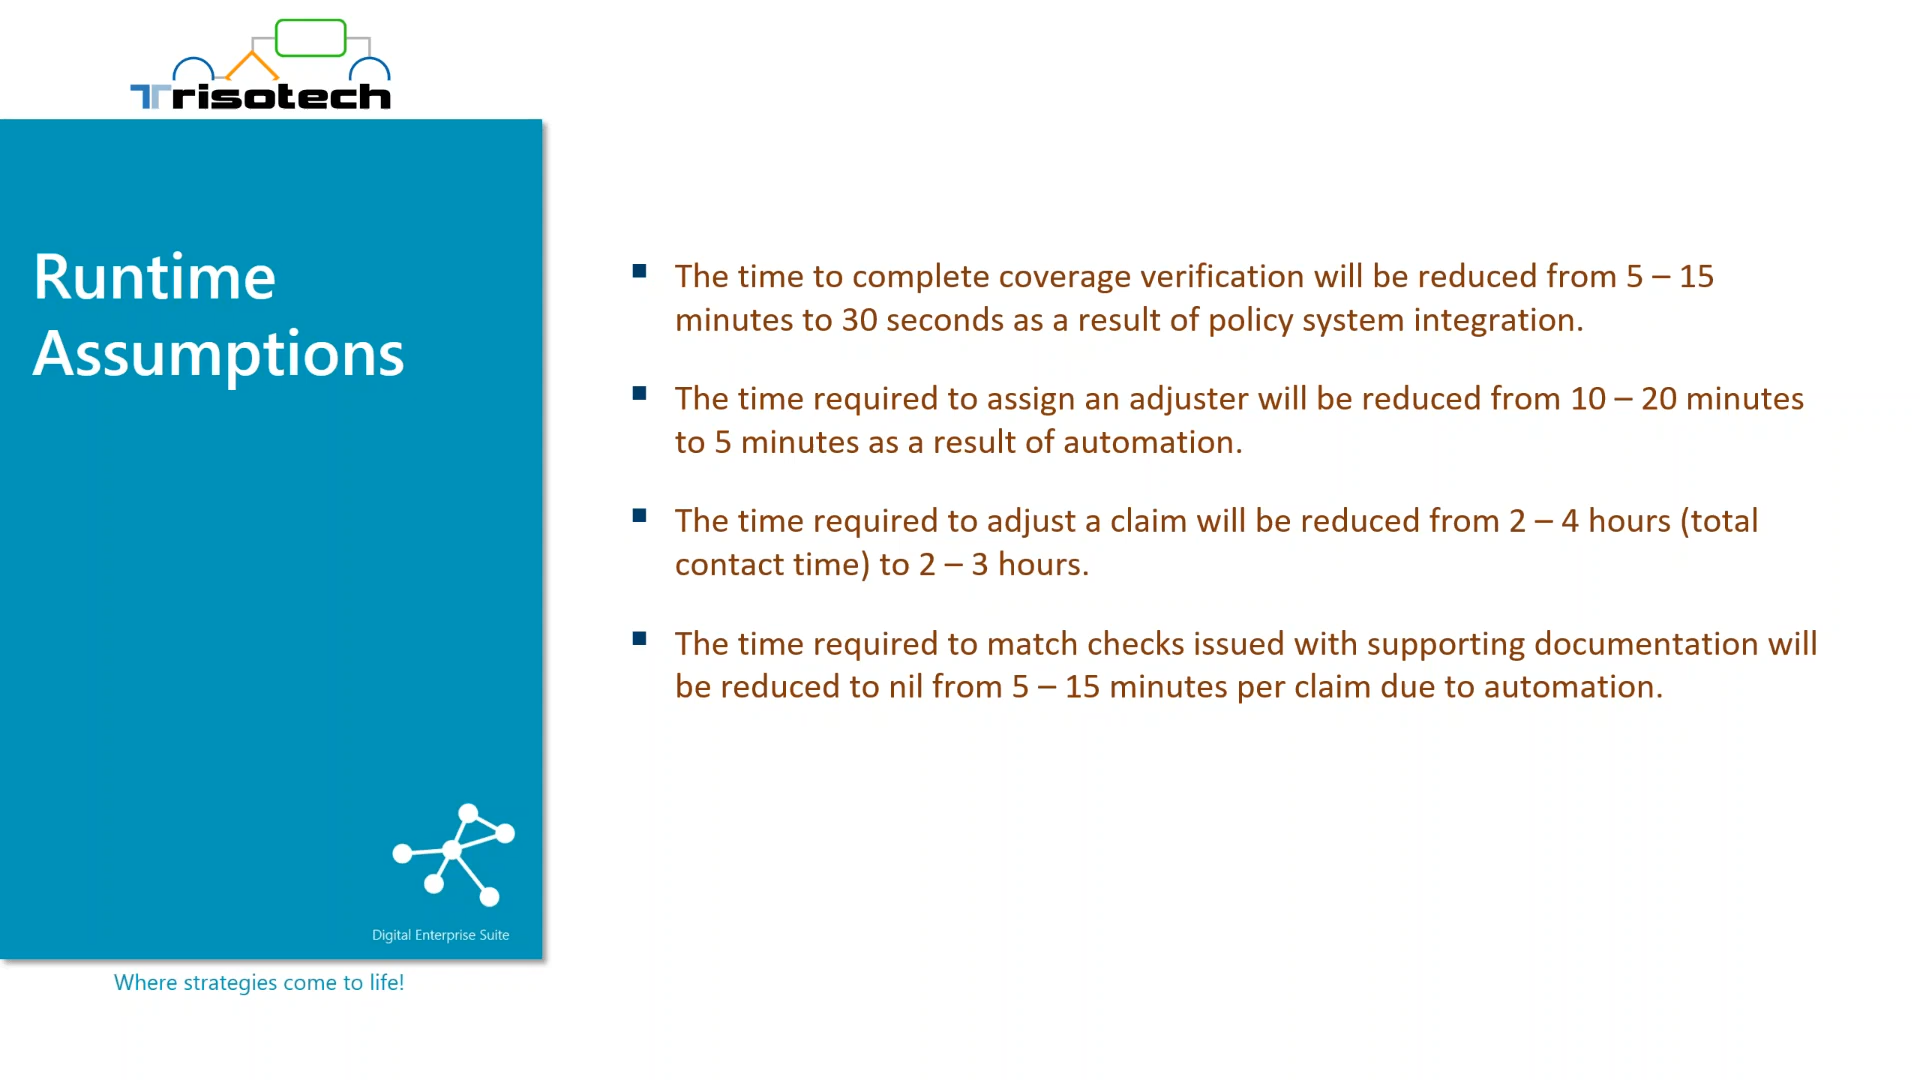 Trisotech
Runtime
Assumptions
The time to complete coverage verification will be reduced from 5 – 15
minutes to 30 seconds as a result of policy system integration.
The time required to assign an adjuster will be reduced from 10 – 20 minutes
to 5 minutes as a result of automation.
The time required to adjust a claim will be reduced from 2 – 4 hours (total
contact time) to 2 – 3 hours.
The time required to match checks issued with supporting documentation will
be reduced to nil from 5 – 15 minutes per claim due to automation.
Digital Enterprise Suite
Where strategies come to life!